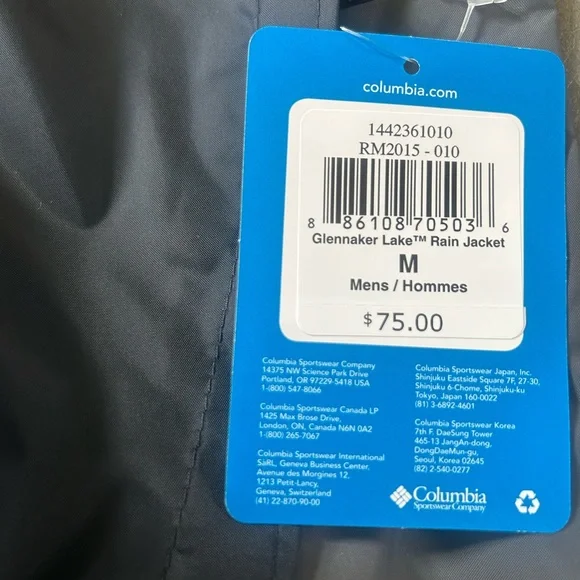 columbia.com
1442361010
RM2015 - 010
8 86108 70503 6
Glennaker Lake™ Rain Jacket
M
Mens / Hommes
$75.00
Columbia Sportswear Company
14375 NW Science Park Drive
Portland, OR 97229-5418 USA
1-(800) 547-8066
Columbia Sportswear Canada LP
1425 Max Brose Drive,
London, ON, Canada N6N 0A2
1-(800) 265-7067
Columbia Sportswear International
SàRL, Geneva Business Center.
Avenue des Morgines 12,
1213 Petit-Lancy,
Geneva, Switzerland
(41) 22-870-90-00
Columbia Sportswear Japan, Inc.
Shinjuku Eastside Square 7F, 27-30,
Shinjuku 6-Chome, Shinjuku-ku
Tokyo, Japan 160-0022
(81) 3-6892-4601
Columbia Sportswear Korea
7th F. DaeSung Tower
465-13 JangAn-dong,
DongDaeMun-gu,
Seoul, Korea 02645
(82) 2-540-0277
Columbia
Sportswear Company